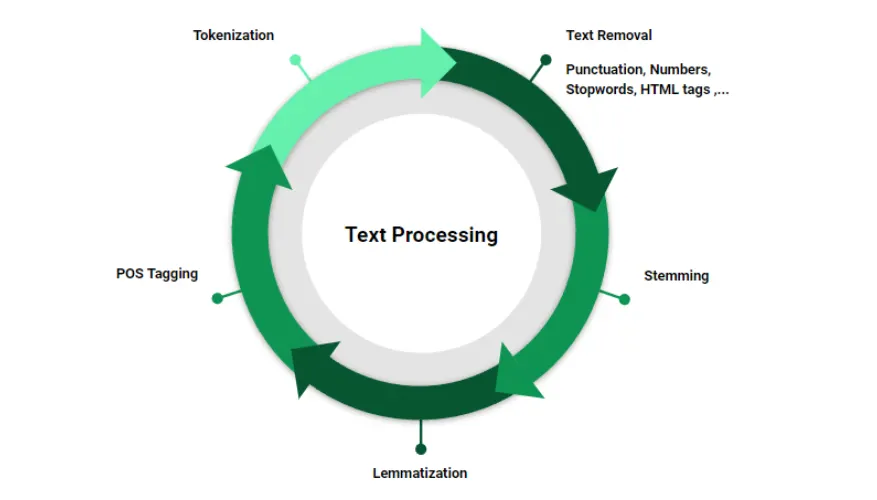 Tokenization
Text Removal
Punctuation, Numbers,
Stopwords, HTML tags ,...
Text Processing
POS Tagging
Stemming
Lemmatization